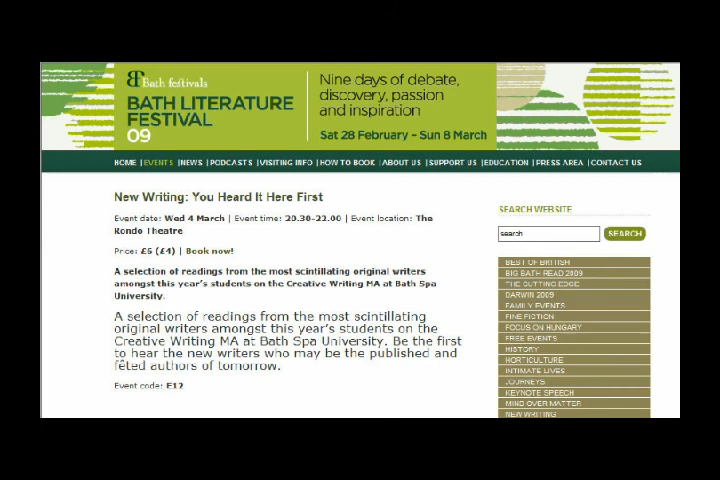 Bath festivals
BATH LITERATURE
FESTIVAL
09
Nine days of debate,
discovery, passion
and inspiration
Sat 28 February – Sun 8 March
HOME | EVENTS | NEWS | PODCASTS | VISITING INFO | HOW TO BOOK | ABOUT US | SUPPORT US | EDUCATION | PRESS AREA | CONTACT US
New Writing: You Heard It Here First
Event date: Wed 4 March | Event time: 20.30-22.00 | Event location: The
Rondo Theatre
Price: £6 (£4) | Book now!
A selection of readings from the most scintillating original writers
amongst this year's students on the Creative Writing MA at Bath Spa
University.
A selection of readings from the most scintillating
original writers amongst this year's students on the
Creative Writing MA at Bath Spa University. Be the first
to hear the new writers who may be the published and
fêted authors of tomorrow.
Event code: E12
SEARCH WEBSITE
search SEARCH
BEST OF BRITISH
BIG BATH READ 2009
THE CUTTING EDGE
DARWIN 2009
FAMILY EVENTS
FINE FICTION
FOCUS ON HUNGARY
FREE EVENTS
HISTORY
HORTICULTURE
INTIMATE LIVES
JOURNEYS
KEYNOTE SPEECH
MIND OVER MATTER
NEW WRITING